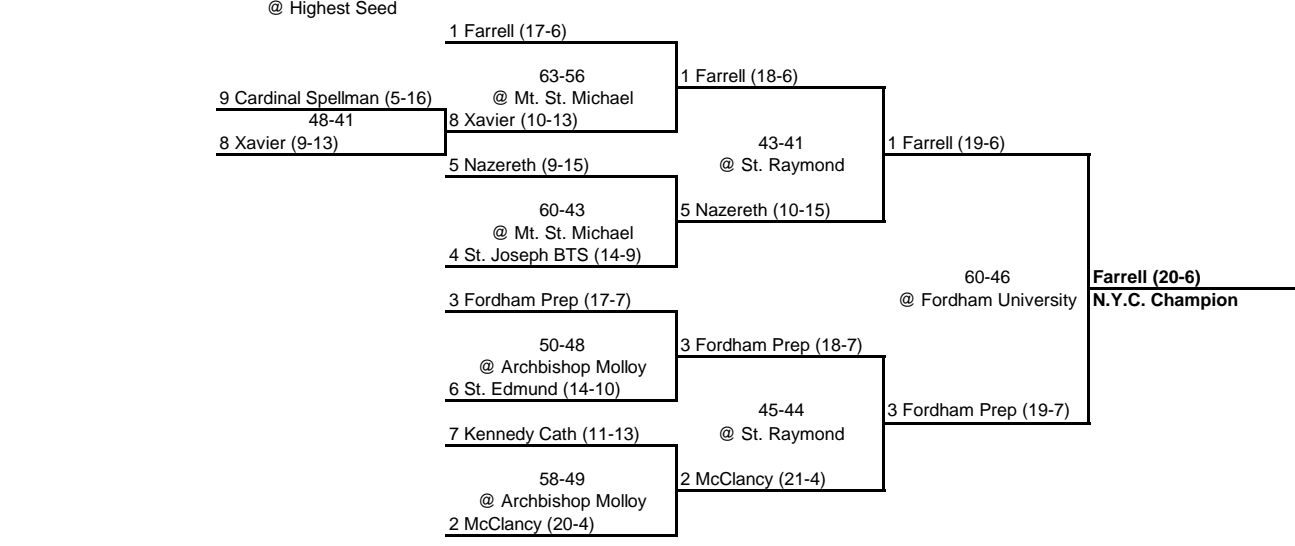 @ Highest Seed
1 Farrell (17-6)
63-56
@ Mt. St. Michael
1 Farrell (18-6)
9 Cardinal Spellman (5-16)
48-41
8 Xavier (9-13)
8 Xavier (10-13)
43-41
@ St. Raymond
1 Farrell (19-6)
5 Nazereth (9-15)
60-43
@ Mt. St. Michael
5 Nazereth (10-15)
4 St. Joseph BTS (14-9)
60-46
@ Fordham University
Farrell (20-6)
N.Y.C. Champion
3 Fordham Prep (17-7)
50-48
@ Archbishop Molloy
3 Fordham Prep (18-7)
6 St. Edmund (14-10)
45-44
@ St. Raymond
3 Fordham Prep (19-7)
7 Kennedy Cath (11-13)
58-49
@ Archbishop Molloy
2 McClancy (21-4)
2 McClancy (20-4)